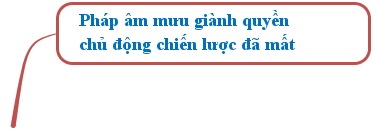 Pháp âm mưu giành quyền
chủ động chiến lược đã mất